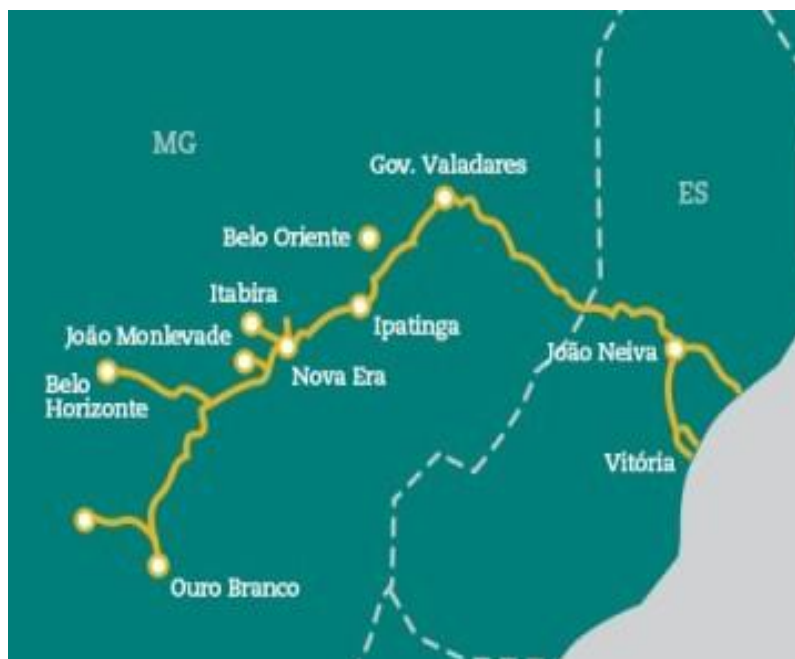 MG
Gov. Valadares
ES
Belo Oriente
Itabira
Ipatinga
João Monlevade
João Neiva
Nova Era
Belo
Horizonte
Vitória
Ouro Branco